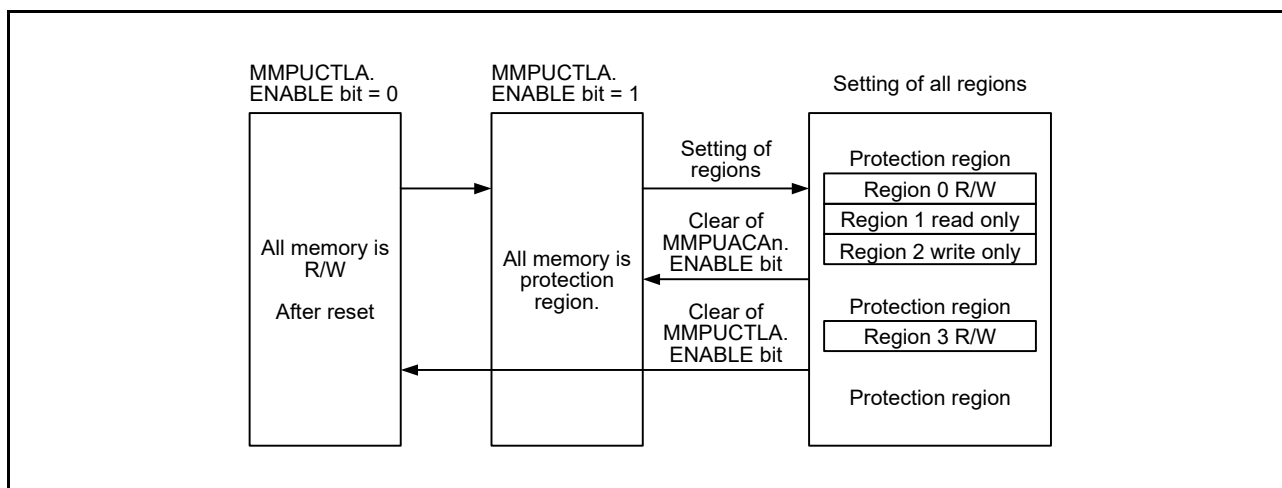 MMPUCTLA.
ENABLE bit = 0
MMPUCTLA.
ENABLE bit = 1
Setting of all regions
All memory is
R/W
After reset
All memory is
protection
region.
Setting of
regions
Clear of
MMPUACAn.
ENABLE bit
Clear of
MMPUCTLA.
ENABLE bit
Protection region
Region 0 R/W
Region 1 read only
Region 2 write only
Protection region
Region 3 R/W
Protection region